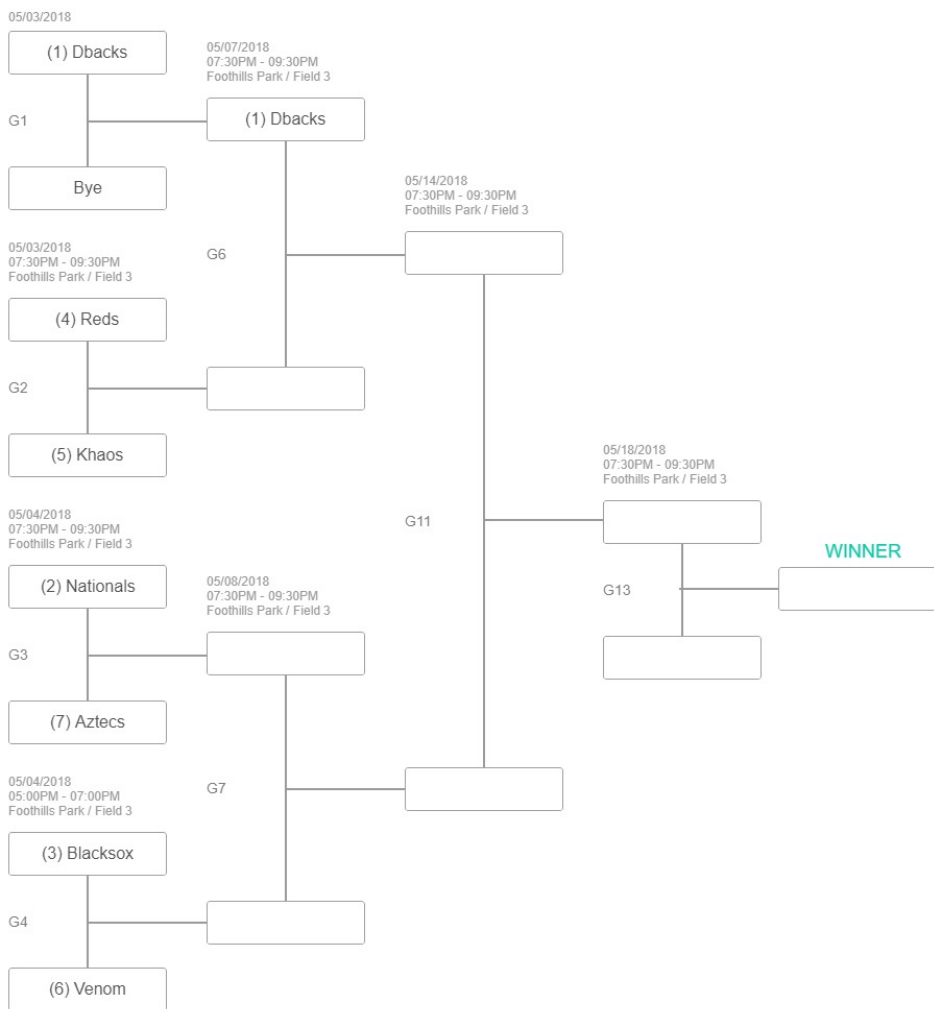 05/03/2018
(1) Dbacks
G1
Bye
05/03/2018
07:30PM - 09:30PM
Foothills Park / Field 3
(4) Reds
G2
(5) Khaos
05/04/2018
07:30PM - 09:30PM
Foothills Park / Field 3
(2) Nationals
G3
(7) Aztecs
05/04/2018
05:00PM - 07:00PM
Foothills Park / Field 3
(3) Blacksox
G4
(6) Venom
05/07/2018
07:30PM - 09:30PM
Foothills Park / Field 3
(1) Dbacks
G6
05/08/2018
07:30PM - 09:30PM
Foothills Park / Field 3
G7
05/14/2018
07:30PM - 09:30PM
Foothills Park / Field 3
G11
05/18/2018
07:30PM - 09:30PM
Foothills Park / Field 3
G13
WINNER